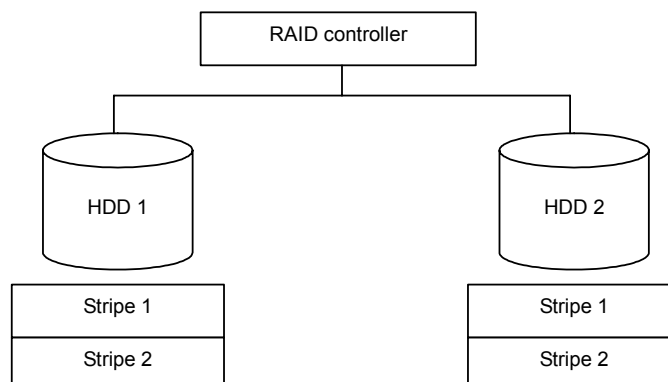 RAID controller
HDD 1
HDD 2
Stripe 1
Stripe 1
Stripe 2
Stripe 2